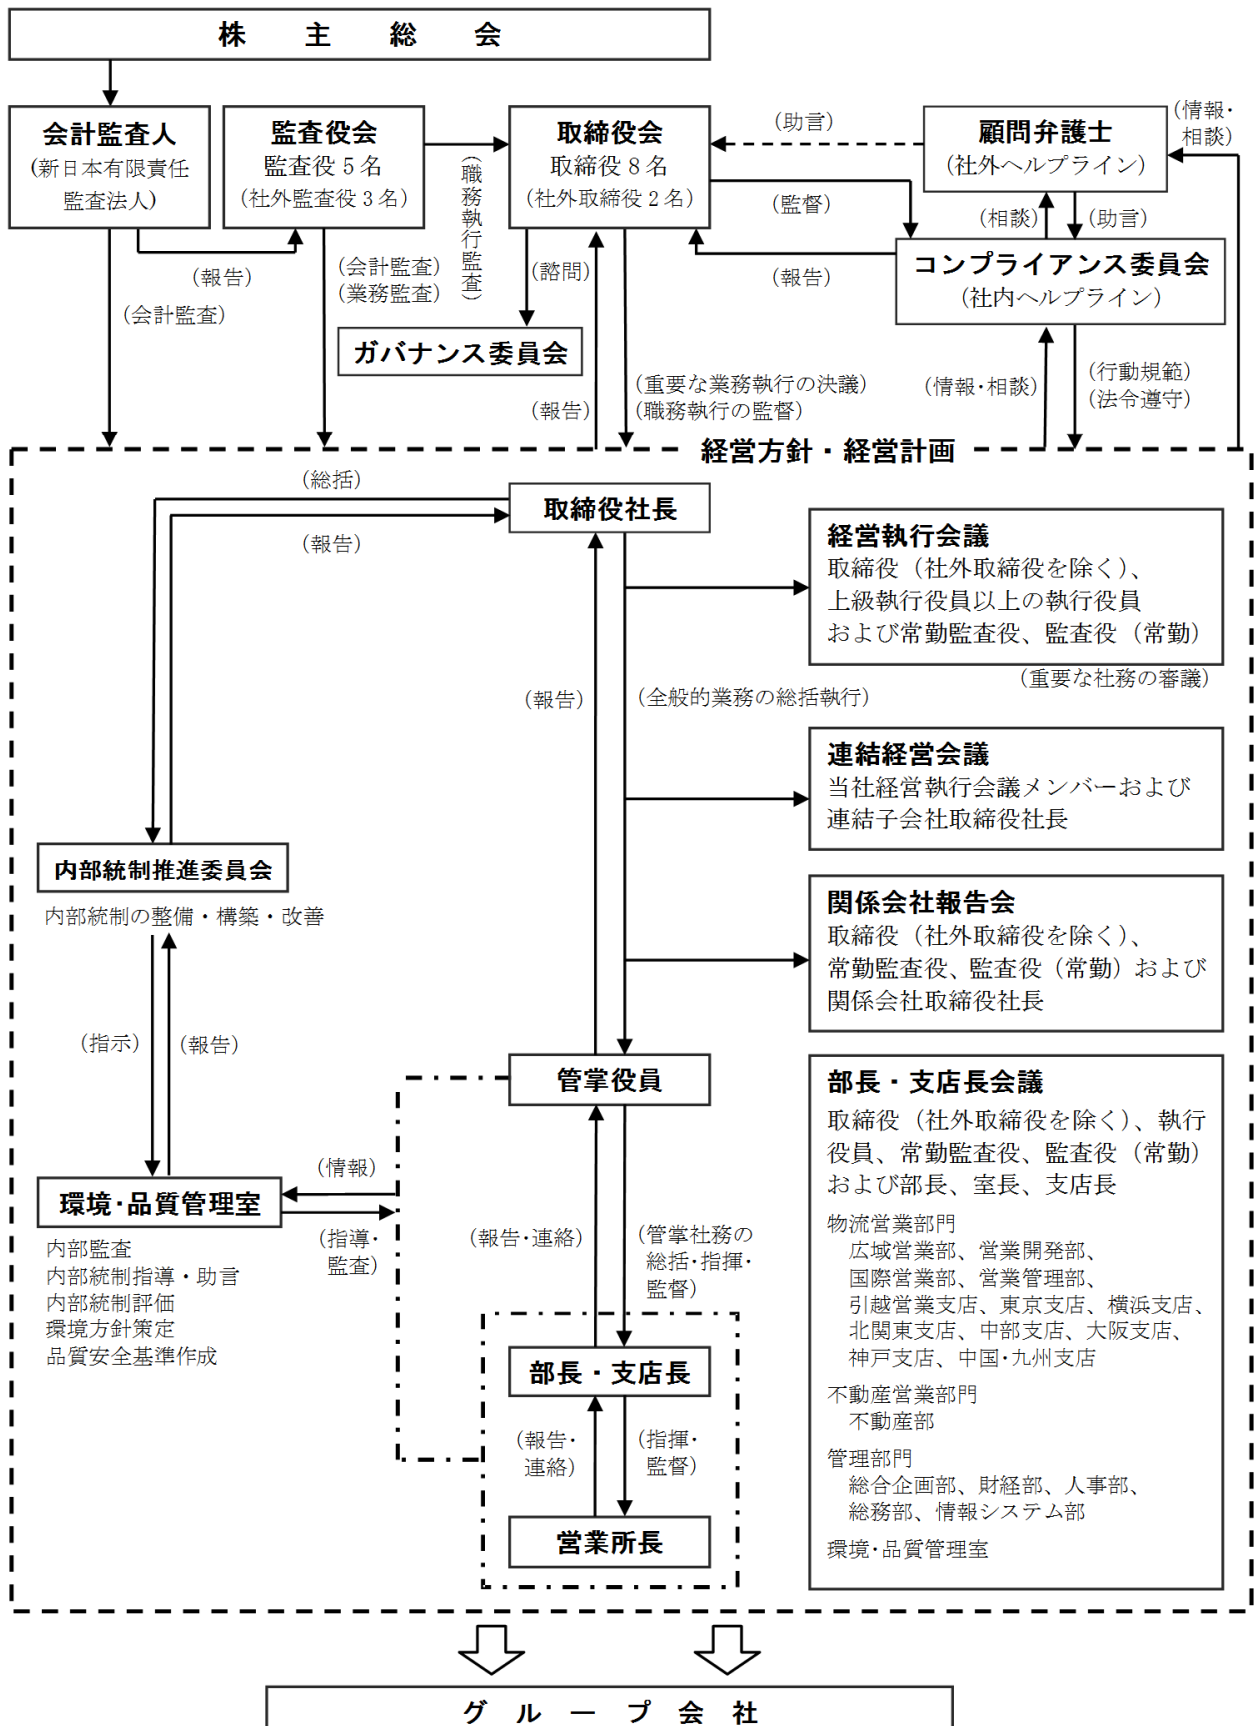 株主総会
会計監査人
(新日本有限責任
監査法人)
監査役会
監査役5名
(社外監査役3名)
取締役会
取締役8名
(社外取締役2名)
顧問弁護士
(社外ヘルプライン)
(情報・
相談)
(助言)
(職務執行監査)
(監督)
(相談)
(助言)
(報告)
(会計監査)
(会計監査)
(業務監査)
(諮問)
(報告)
コンプライアンス委員会
(社内ヘルプライン)
ガバナンス委員会
(報告)
(重要な業務執行の決議)
(職務執行の監督)
(情報・相談)
(行動規範)
(法令遵守)
経営方針・経営計画
(総括)
取締役社長
(報告)
経営執行会議
取締役(社外取締役を除く)、
上級執行役員以上の執行役員
および常勤監査役、監査役(常勤)
(重要な社務の審議)
(報告)
(全般的業務の総括執行)
連結経営会議
当社経営執行会議メンバーおよび
連結子会社取締役社長
内部統制推進委員会
内部統制の整備・構築・改善
関係会社報告会
取締役(社外取締役を除く)、
常勤監査役、監査役(常勤)および
関係会社取締役社長
(指示)
(報告)
管掌役員
部長・支店長会議
取締役(社外取締役を除く)、執行
役員、常勤監査役、監査役(常勤)
および部長、室長、支店長
物流営業部門
広域営業部、営業開発部、
国際営業部、営業管理部、
引越営業支店、東京支店、横浜支店、
北関東支店、中部支店、大阪支店、
神戸支店、中国・九州支店
不動産営業部門
不動産部
管理部門
総合企画部、財経部、人事部、
総務部、情報システム部
環境・品質管理室
(情報)
環境・品質管理室
(指導・
監査)
内部監査
内部統制指導・助言
内部統制評価
環境方針策定
品質安全基準作成
(報告・連絡)
(管掌社務の
総括・指揮・
監督)
部長・支店長
(報告・
連絡)
(指揮・
監督)
営業所長
グループ会社